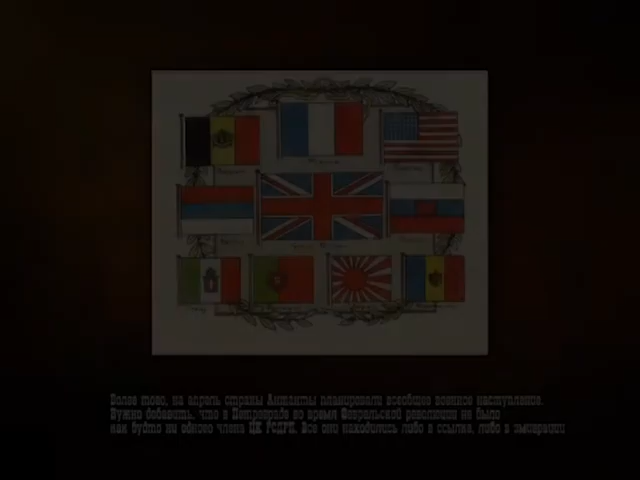 Более того, на апрель страны Антанты планировали всеобщее военное наступление.
Нужно добавить, что в Петрограде во время Февральской революции не было
как будто ни одного члена ЦК РСДРП. Все они находились либо в ссылке, либо в эмиграции